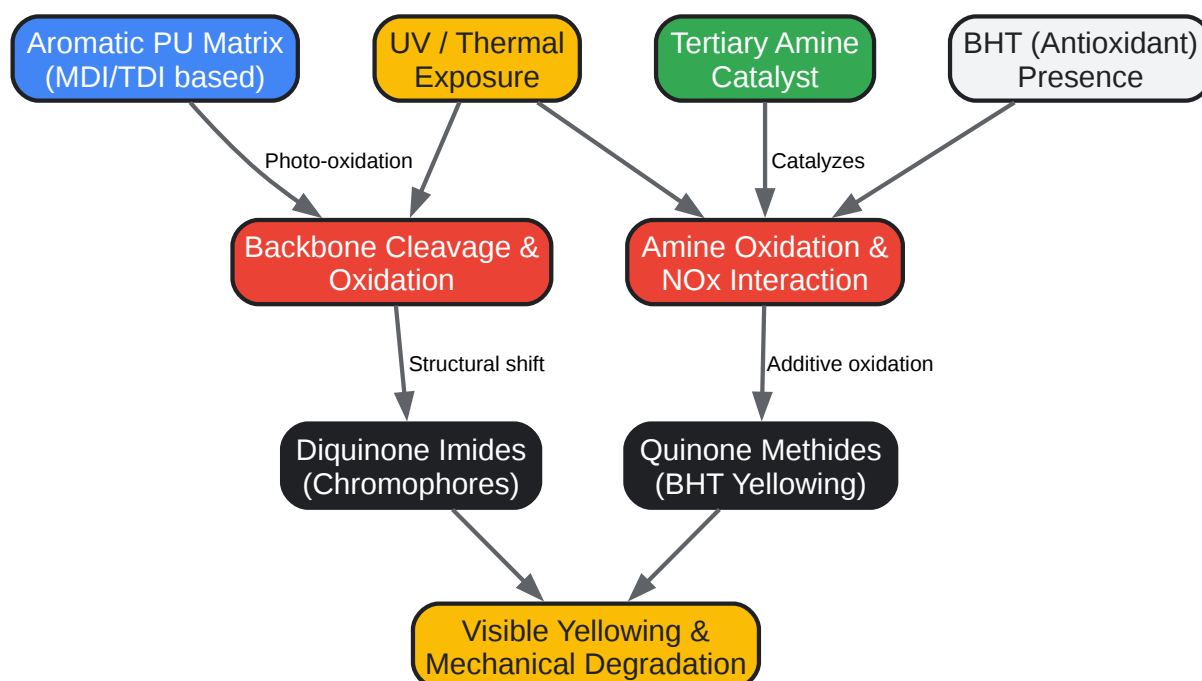 Aromatic PU Matrix
(MDI/TDI based)
UV / Thermal
Exposure
Tertiary Amine
Catalyst
BHT (Antioxidant)
Presence
Photo-oxidation
Catalyzes
Backbone Cleavage &
Oxidation
Amine Oxidation &
NOx Interaction
Structural shift
Additive oxidation
Diquinone Imides
(Chromophores)
Quinone Methides
(BHT Yellowing)
Visible Yellowing &
Mechanical Degradation